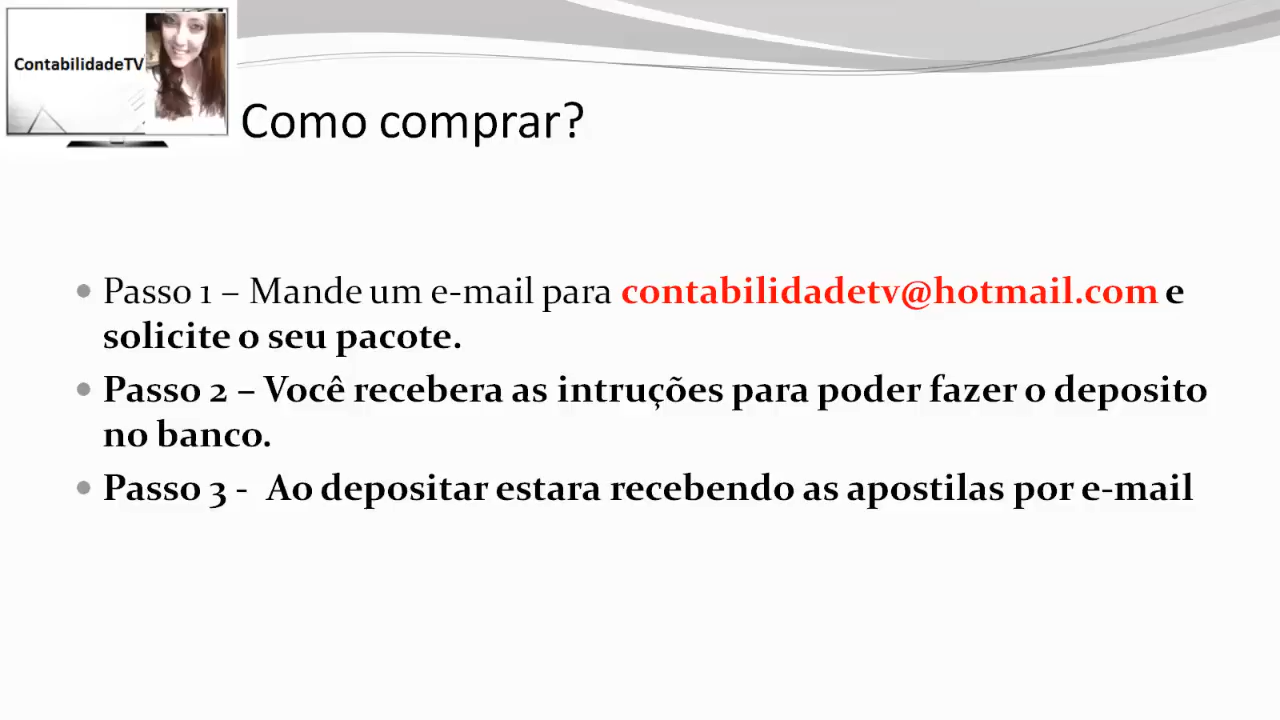 ContabilidadeTV
Como comprar?
• Passo 1 – Mande um e-mail para contabilidadetv@hotmail.com e
solicite o seu pacote.
• Passo 2 – Você recebera as intruções para poder fazer o deposito
no banco.
• Passo 3 - Ao depositar estara recebendo as apostilas por e-mail